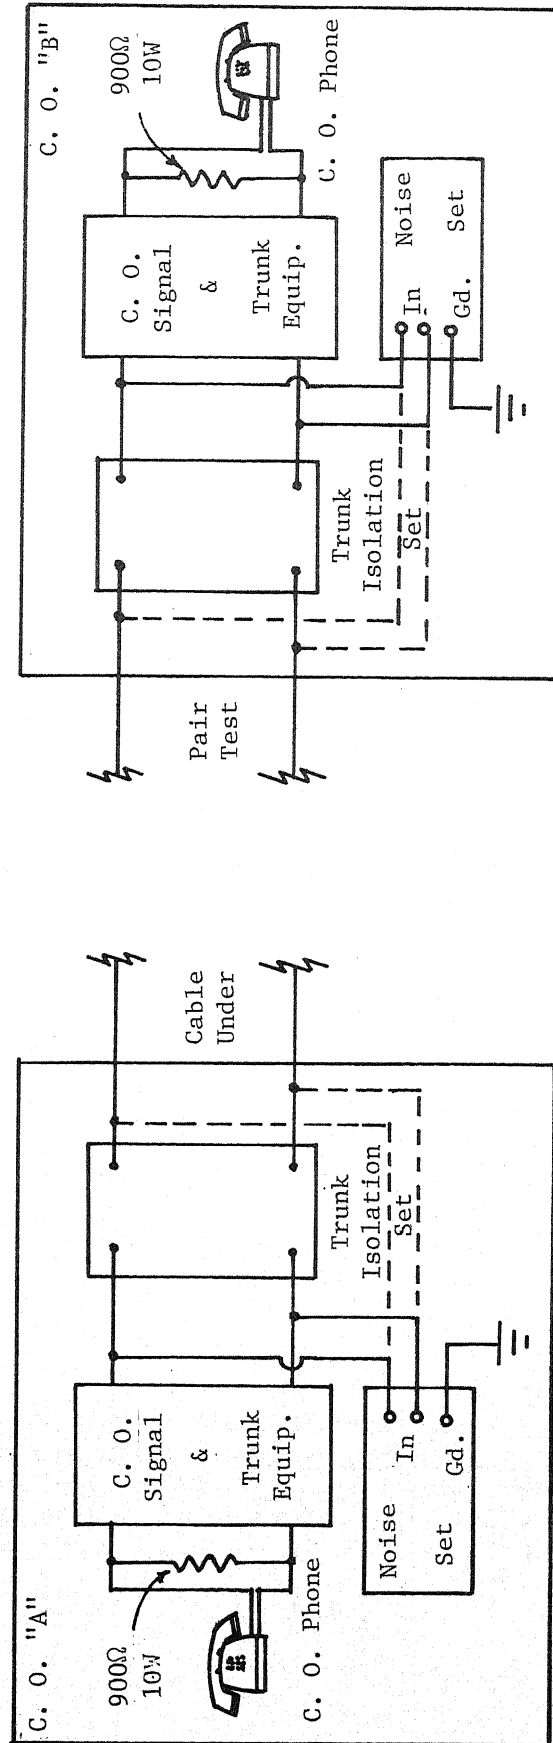 C. O. "A"
900Ω
10W
C. O. Phone
C. O.
Signal
&
Trunk
Equip.
Noise
Set
In
Gd.
Trunk
Isolation
Set
Cable
Under
Pair
Test
Trunk
Isolation
Set
C. O.
Signal
&
Trunk
Equip.
In
Gd.
Noise
Set
C. O. "B"
900Ω
10W
C. O. Phone